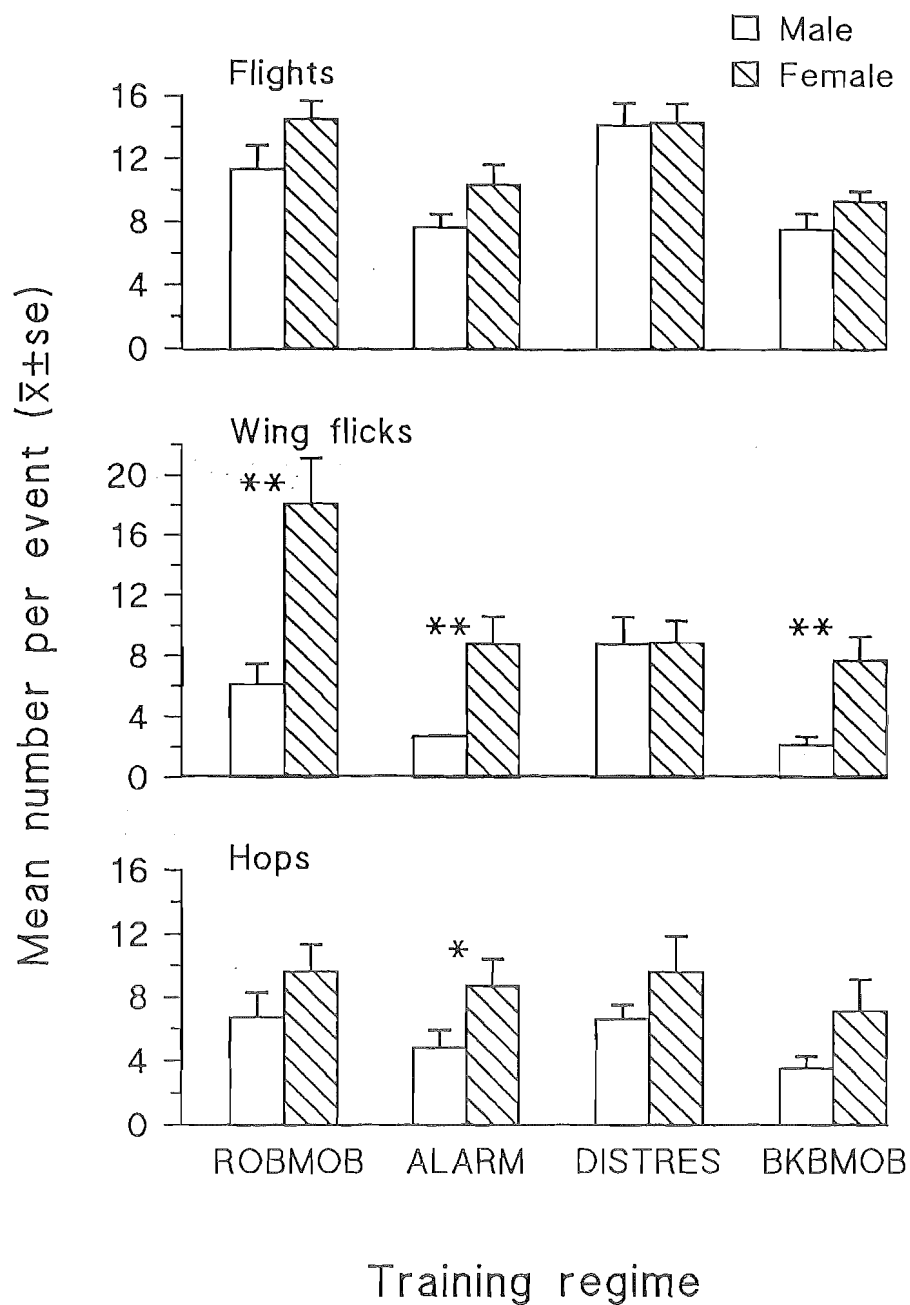 Male
Female
Flights
16
12
8
4
0
Wing flicks
20
16
12
8
4
0
**
**
**
Hops
16
12
8
4
0
*
ROBMOB ALARM DISTRES BKBMOB
Mean number per event (x̄±se)
Training regime